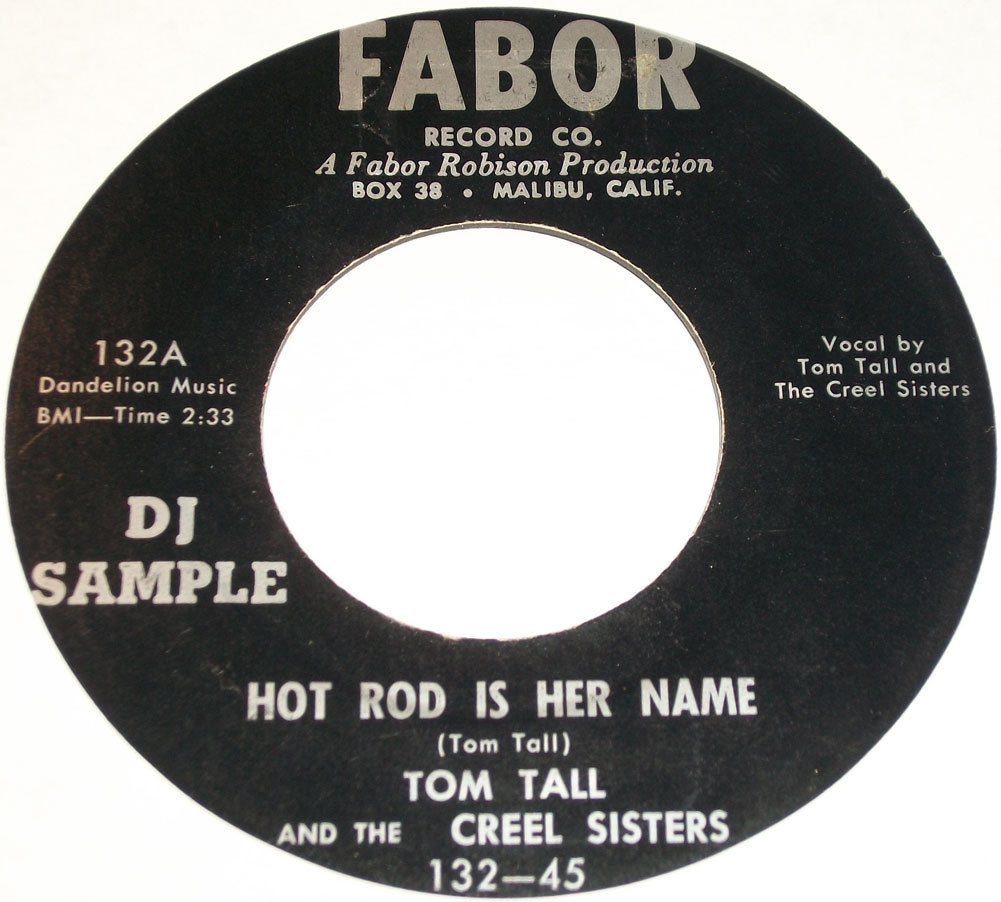 FABOR
RECORD CO.
A Fabor Robison Production
BOX 38 • MALIBU, CALIF.
132A
Dandelion Music
BMI—Time 2:33
Vocal by
Tom Tall and
The Creel Sisters
DJ
SAMPLE
HOT ROD IS HER NAME
(Tom Tall)
TOM TALL
AND THE CREEL SISTERS
132—45